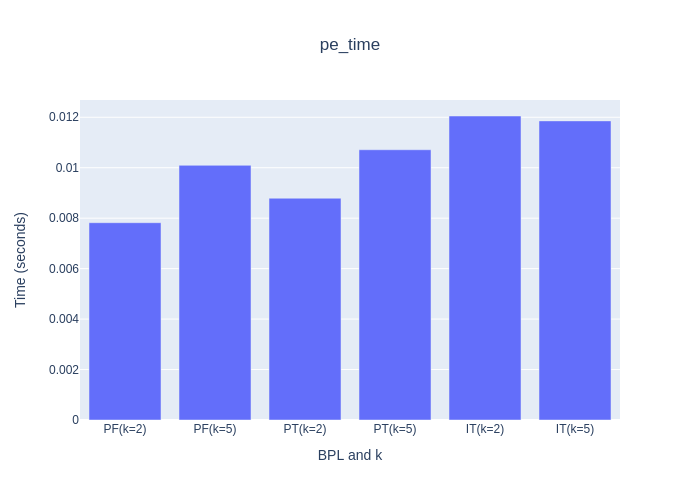 pe_time
Time (seconds)
0.012
0.01
0.008
0.006
0.004
0.002
0
PF(k=2) PF(k=5) PT(k=2) PT(k=5) IT(k=2) IT(k=5)
BPL and k